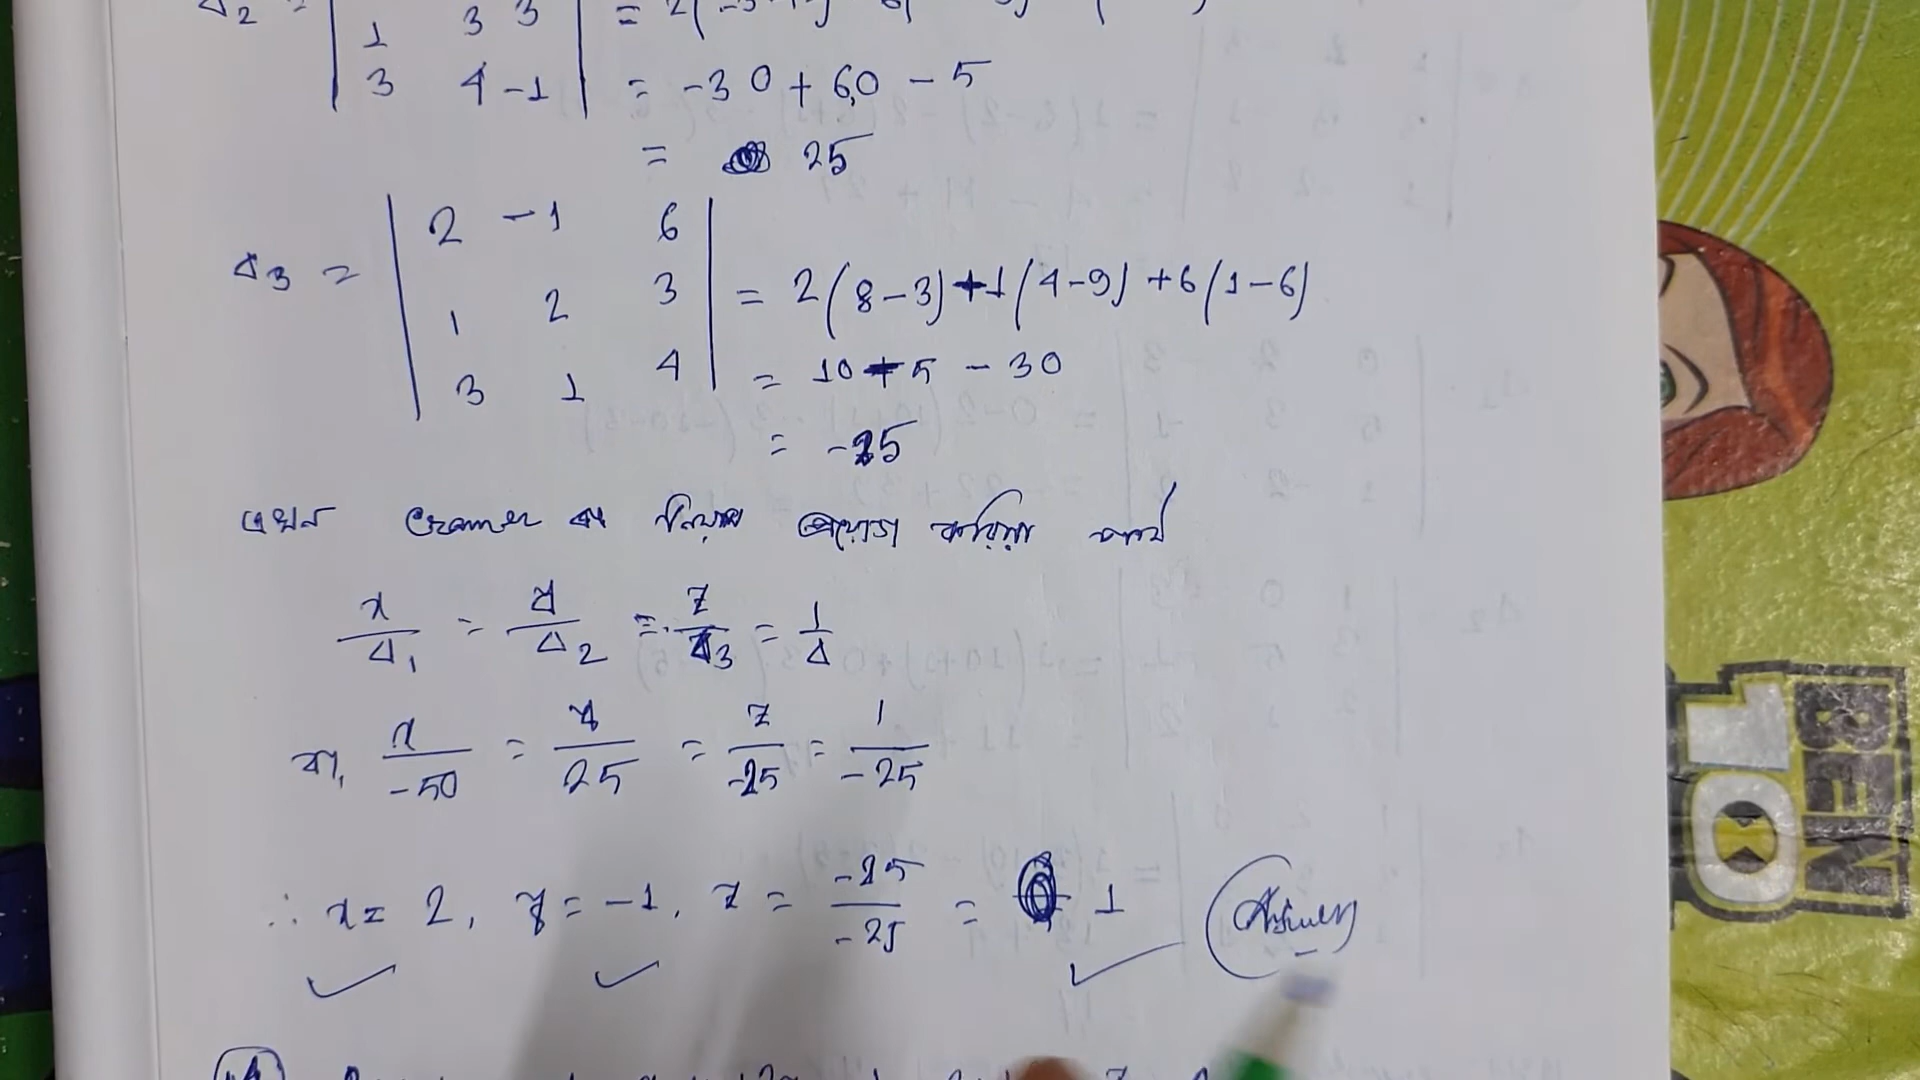 1 3 3
3 4 -1 = -30 + 60 - 5
= 25
2 -1 6
Δ3 = 1 2 3 = 2(8-3)+1(4-9)+6(1-6)
3 1 4 = 10-5-30
= -25
এখন Cramer এর নিয়ম প্রয়োগ করিয়া পাই
x/Δ1 = y/Δ2 = z/Δ3 = 1/Δ
বা, x/-50 = y/25 = z/-25 = 1/-25
∴ x = 2, y = -1, z = -25/-25 = 1 (Answer)
BEN
10